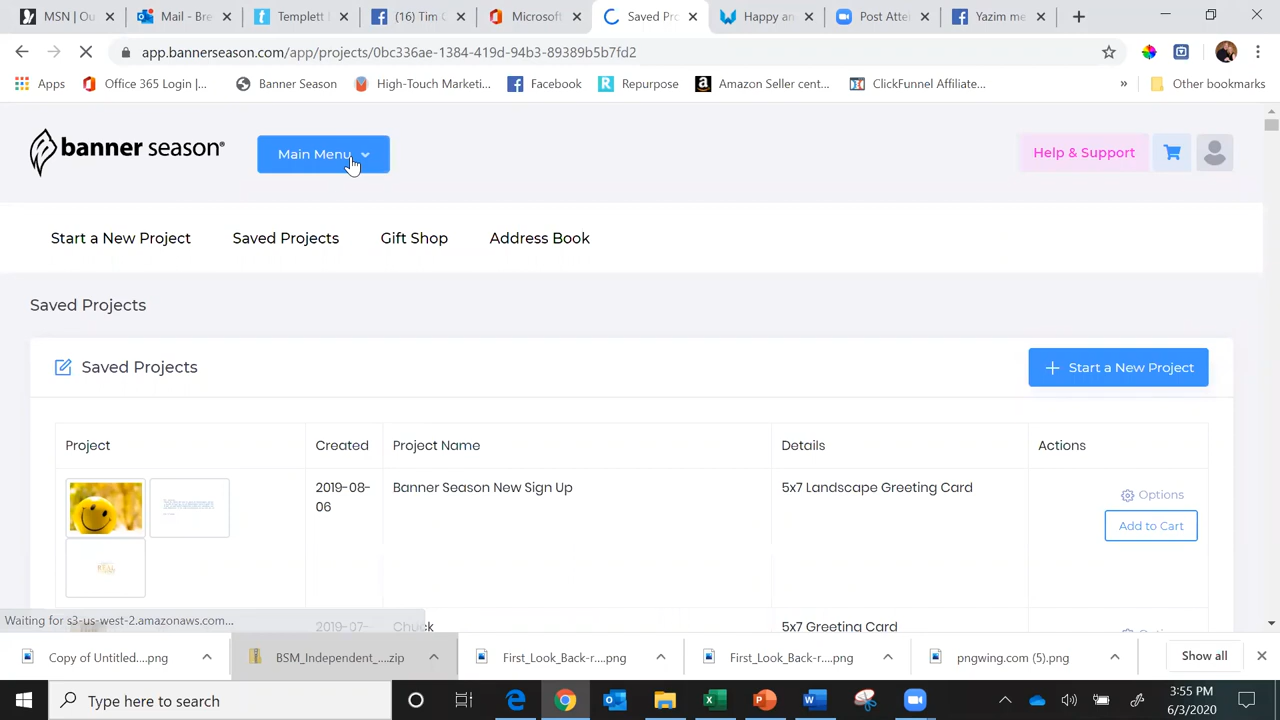 MSN | O
Mail - Bre
Templett |
(16) Tim C
Microsoft
Saved Pro
Happy an
Post Atte
Yazim me
app.bannerseason.com/app/projects/0bc336ae-1384-419d-94b3-89389b5b7fd2
Apps
Office 365 Login |...
Banner Season
High-Touch Marketi...
Facebook
Repurpose
Amazon Seller cent...
ClickFunnel Affiliate...
»
Other bookmarks
banner season®
Main Menu
Help & Support
Start a New Project
Saved Projects
Gift Shop
Address Book
Saved Projects
Saved Projects
+ Start a New Project
Project
Created
Project Name
Details
Actions
2019-08-
06
Banner Season New Sign Up
5x7 Landscape Greeting Card
Options
Add to Cart
Waiting for s3-us-west-2.amazonaws.com...
2019-07-
Chuck
5x7 Greeting Card
Copy of Untitled....png
BSM_Independent_....zip
First_Look_Back-r....png
First_Look_Back-r....png
pngwing.com (5).png
Show all
Type here to search
3:55 PM
6/3/2020